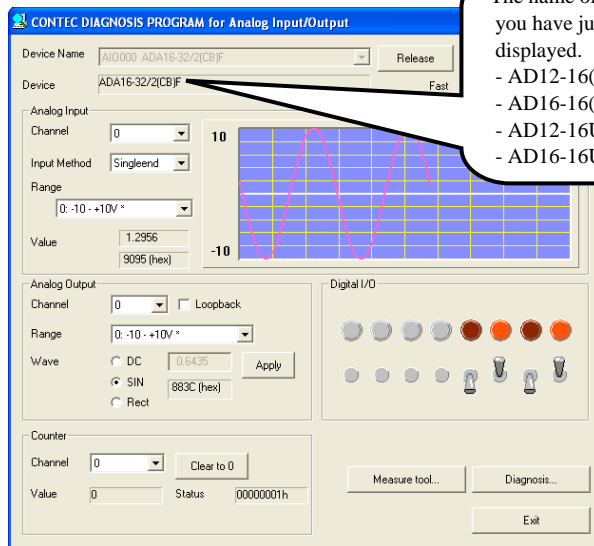 CONTEC DIAGNOSIS PROGRAM for Analog Input/Output
The name of
you have ju
displayed.
- AD12-16(
- AD16-16(
- AD12-16U
- AD16-16U
Device Name AIO000 ADA16-32/2(CB)F Release
Device ADA16-32/2(CB)F Fast
Analog Input
Channel 0
Input Method Singleend
Range
0: -10 - +10V *
Value 1.2956
9095 (hex)
10
-10
Analog Output
Channel 0 Loopback
Range 0: -10 - +10V *
Wave DC 0.6435 Apply
SIN 883C (hex)
Rect
Digital I/O
Counter
Channel 0 Clear to 0
Value 0 Status 00000001h
Measure tool... Diagnosis...
Exit